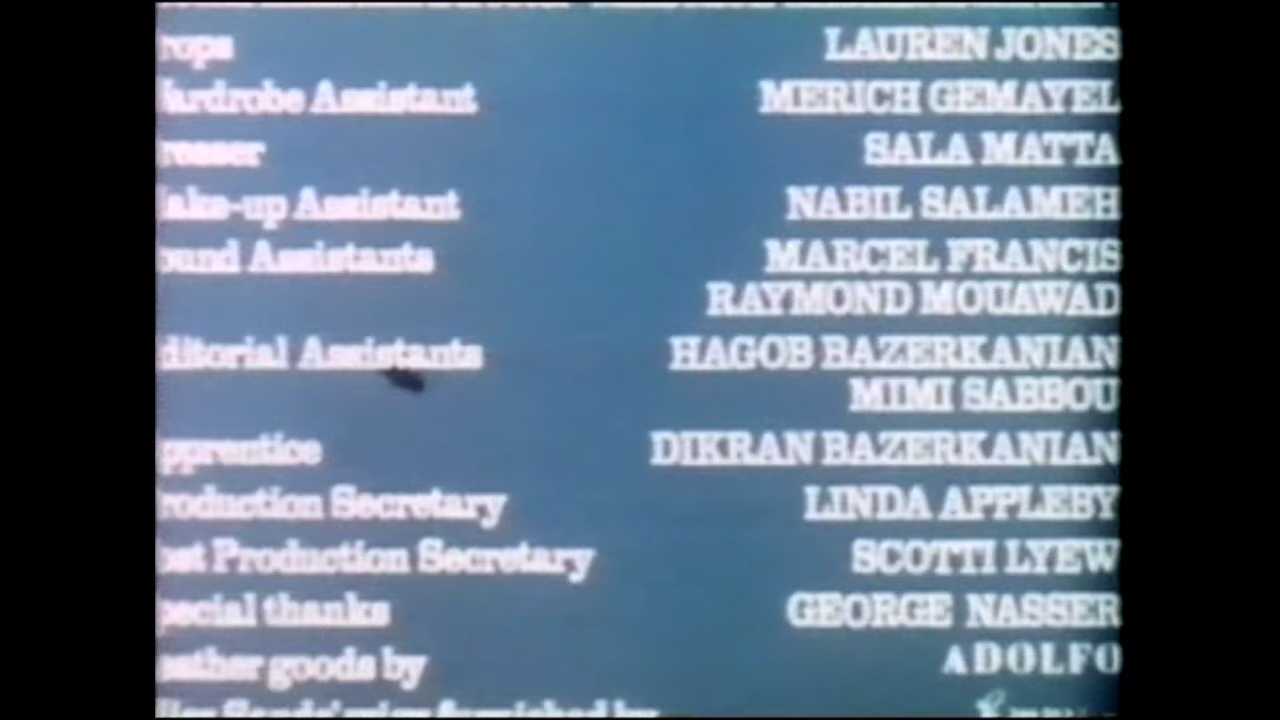 rops LAUREN JONES
ardrobe Assistant MERICH GEMAYEL
resser SALA MATTA
ake-up Assistant NABIL SALAMEH
ound Assistants MARCEL FRANCIS
RAYMOND MOUAWAD
ditorial Assistants HAGOB BAZERKANIAN
MIMI SABBOU
pprentice DIKRAN BAZERKANIAN
roduction Secretary LINDA APPLEBY
ost Production Secretary SCOTTI LYEW
pecial thanks GEORGE NASSER
eather goods by ADOLFO